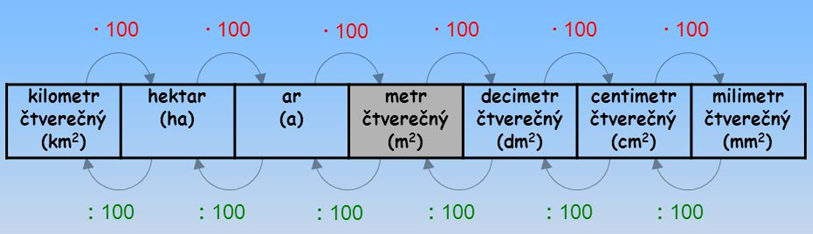 · 100 · 100 · 100 · 100 · 100 · 100
kilometr čtverečný (km²)
hektar (ha)
ar (a)
metr čtverečný (m²)
decimetr čtverečný (dm²)
centimetr čtverečný (cm²)
milimetr čtverečný (mm²)
: 100 : 100 : 100 : 100 : 100 : 100